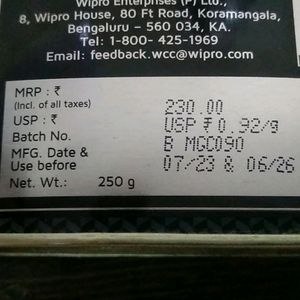 Wipro Enterprises (P) Ltd.,
8, Wipro House, 80 Ft Road, Koramangala,
Bengaluru – 560 034, KA.
Tel: 1-800- 425-1969
Email: feedback.wcc@wipro.com
MRP : ₹ 230.00
(Incl. of all taxes)
USP : ₹ USP ₹ 0.92/g
Batch No. B MGC090
MFG. Date & 07/23 & 06/26
Use before
Net. Wt.: 250 g